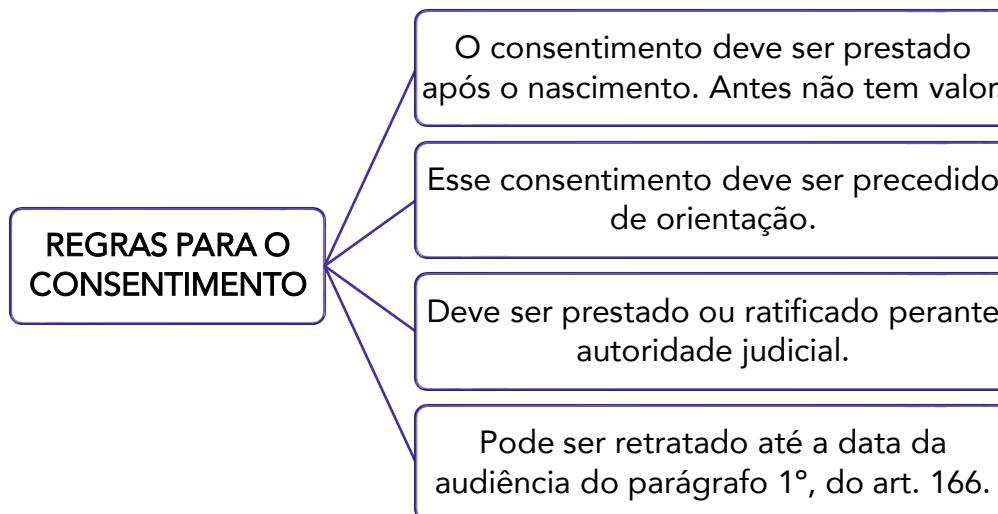 REGRAS PARA O
CONSENTIMENTO
O consentimento deve ser prestado
após o nascimento. Antes não tem valor.
Esse consentimento deve ser precedido
de orientação.
Deve ser prestado ou ratificado perante
autoridade judicial.
Pode ser retratado até a data da
audiência do parágrafo 1º, do art. 166.